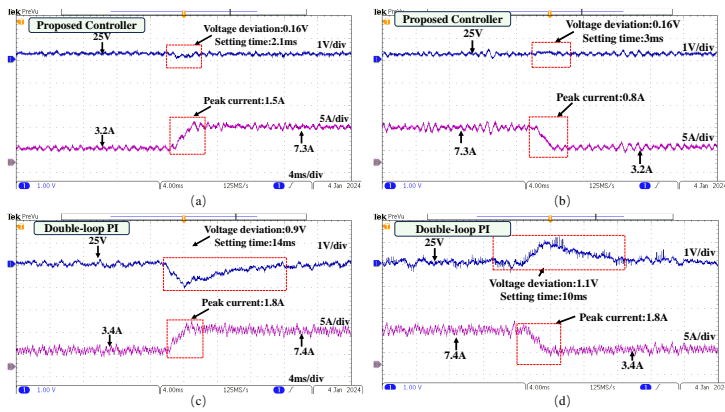 Tek PreVu
Proposed Controller
25V
Voltage deviation:0.16V
Setting time:2.1ms
1V/div
Peak current:1.5A
5A/div
3.2A
7.3A
4ms/div
1 1.00 V
4.00ms
125MS/s
1
4 Jan 2024
(a)
Tek PreVu
Proposed Controller
25V
Voltage deviation:0.16V
Setting time:3ms
1V/div
Peak current:0.8A
5A/div
7.3A
3.2A
1 1.00 V
4.00ms
125MS/s
1
4 Jan 2024
(b)
Tek PreVu
Double-loop PI
25V
Voltage deviation:0.9V
Setting time:14ms
1V/div
Peak current:1.8A
5A/div
3.4A
7.4A
4ms/div
1 1.00 V
4.00ms
125MS/s
1
4 Jan 2024
(c)
Tek PreVu
Double-loop PI
25V
1V/div
Voltage deviation:1.1V
Setting time:10ms
Peak current:1.8A
5A/div
7.4A
3.4A
1 1.00 V
4.00ms
125MS/s
1
4 Jan 2024
(d)